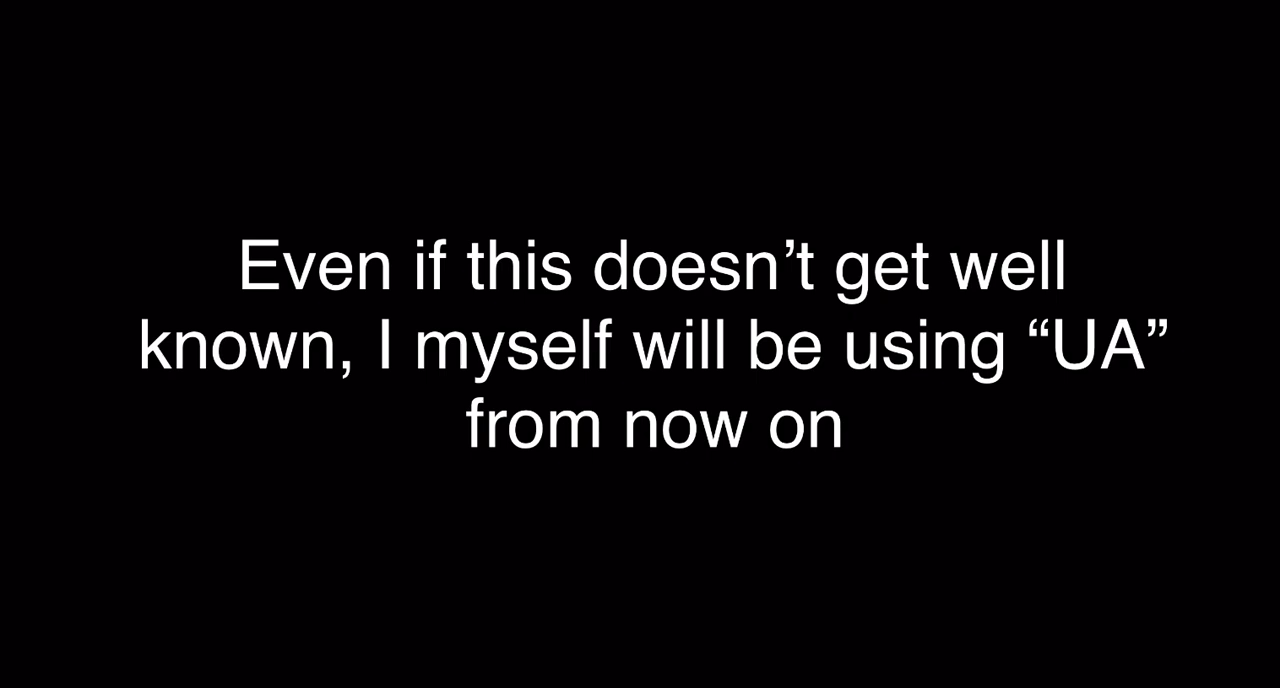 Even if this doesn’t get well
known, I myself will be using “UA”
from now on